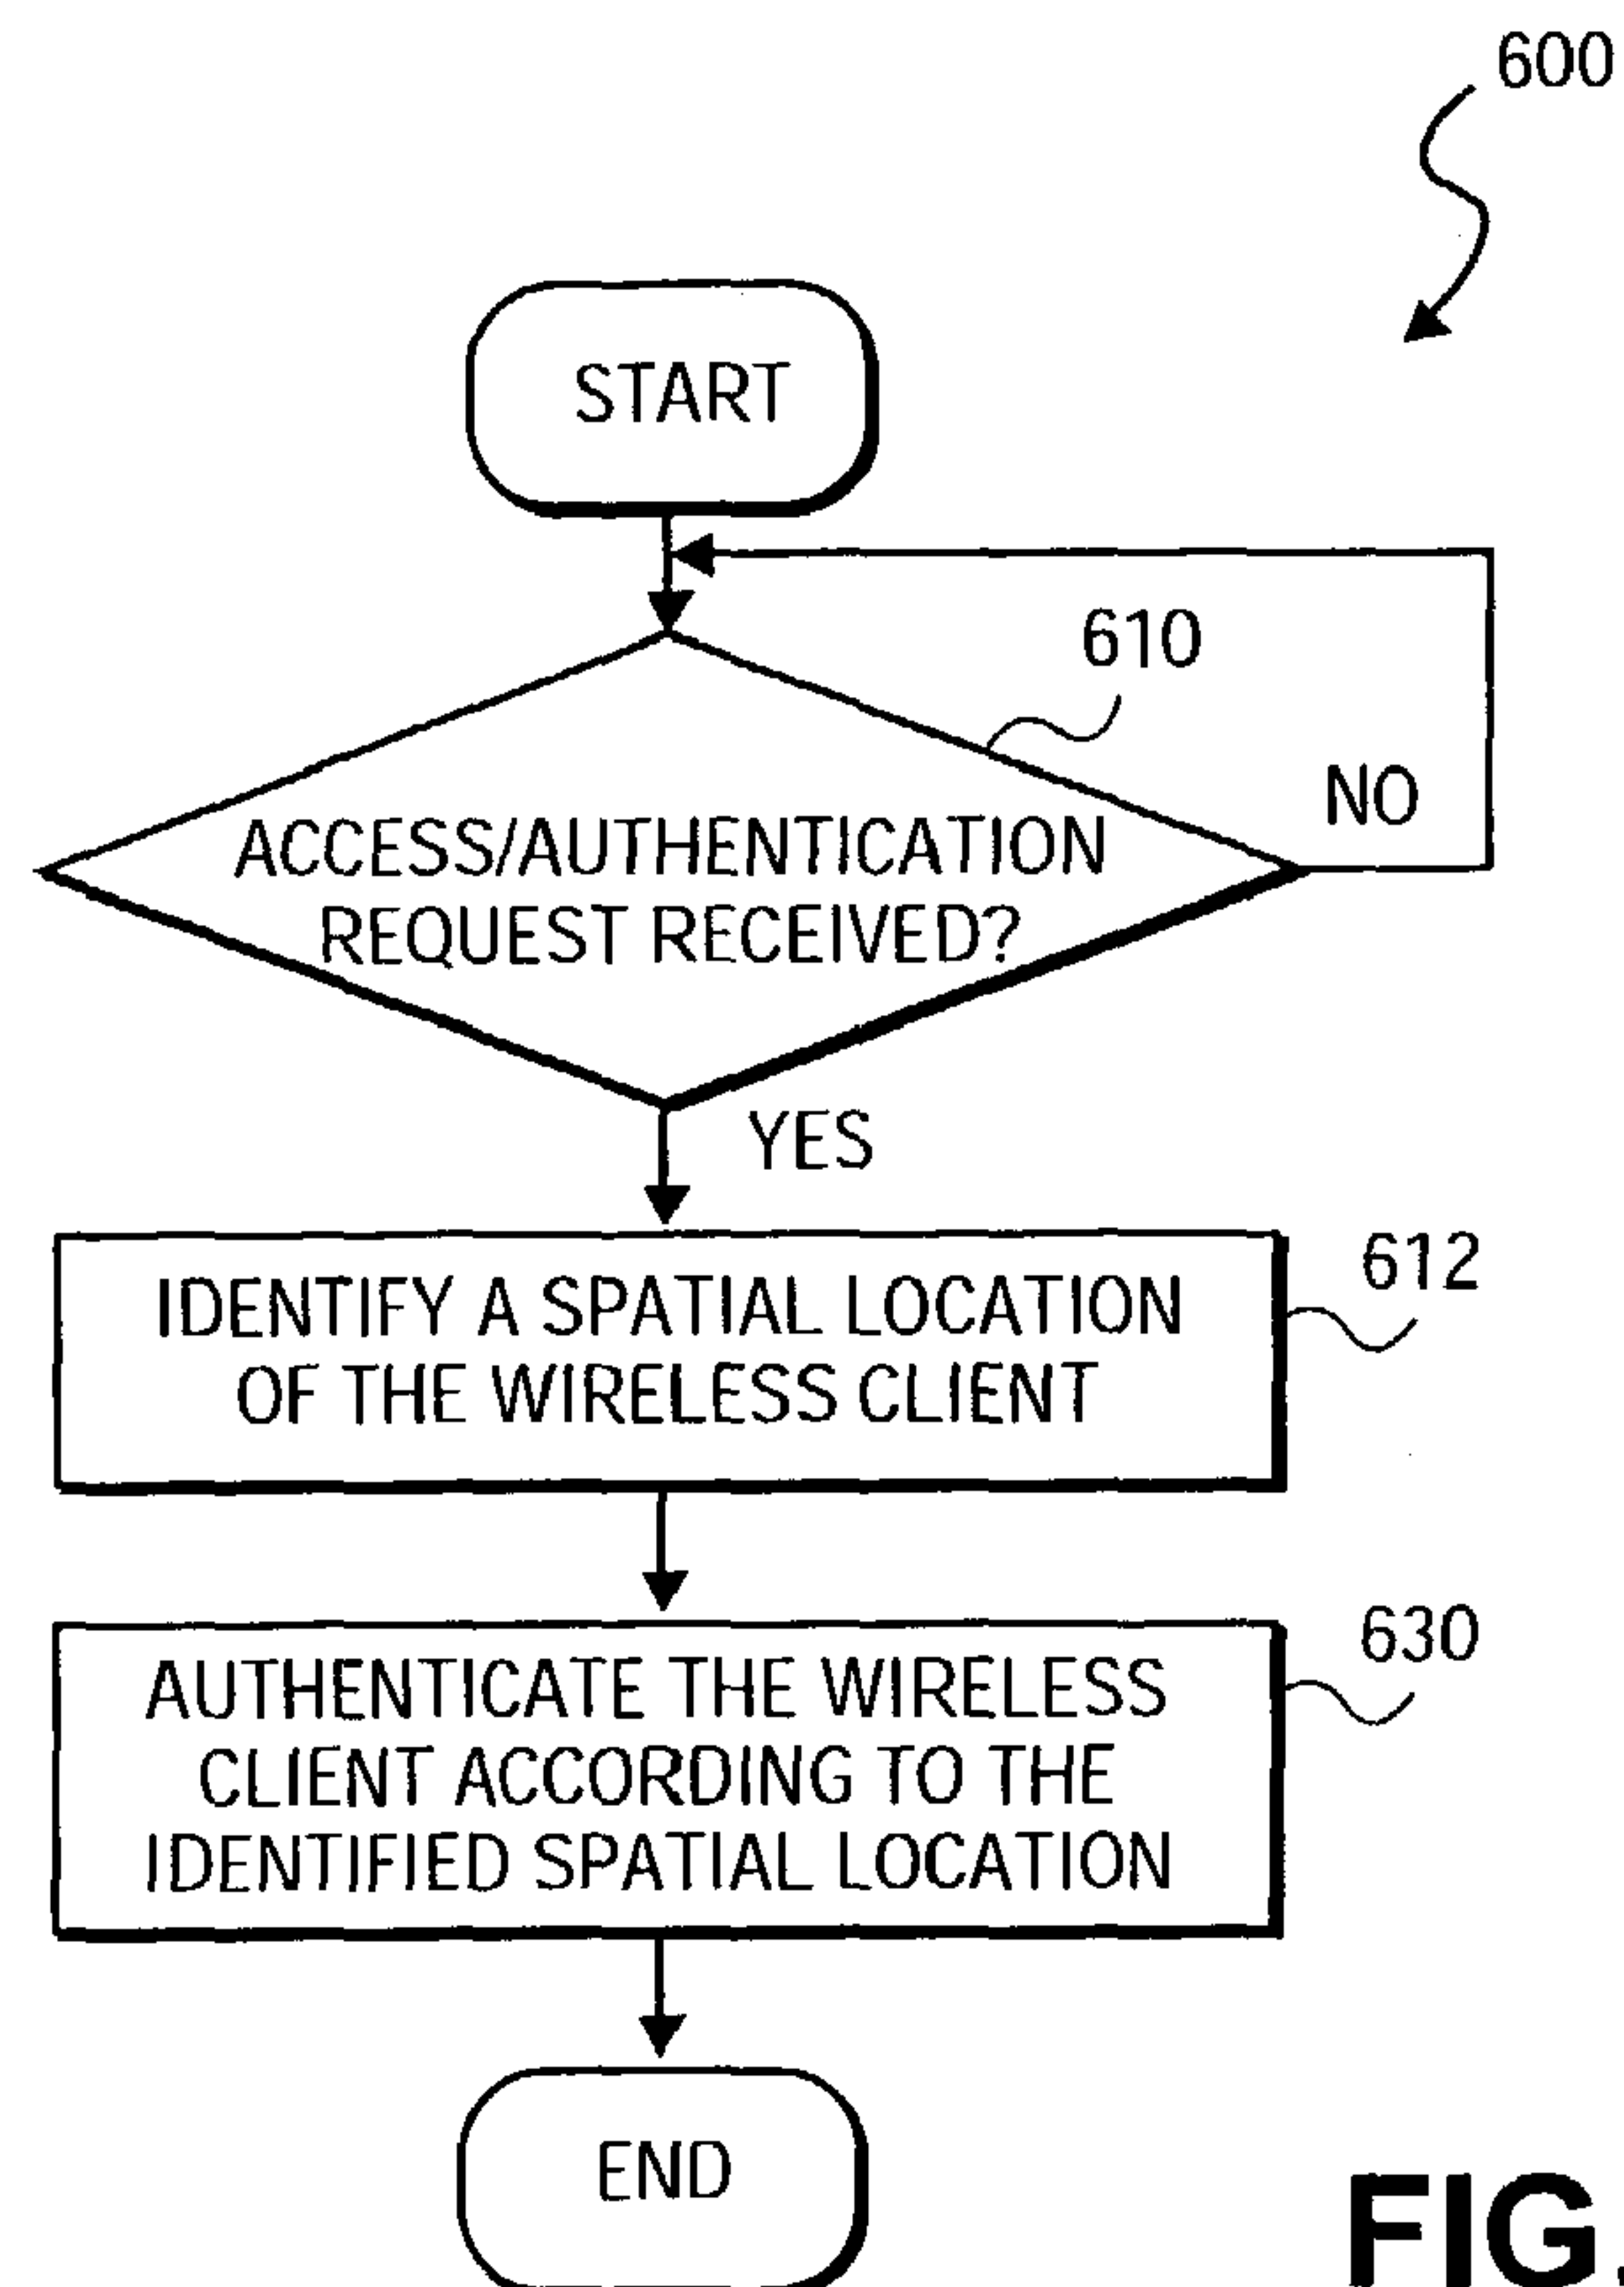 600
START
610
NO
ACCESS/AUTHENTICATION
REQUEST RECEIVED?
YES
612
IDENTIFY A SPATIAL LOCATION
OF THE WIRELESS CLIENT
630
AUTHENTICATE THE WIRELESS
CLIENT ACCORDING TO THE
IDENTIFIED SPATIAL LOCATION
END
FIG.